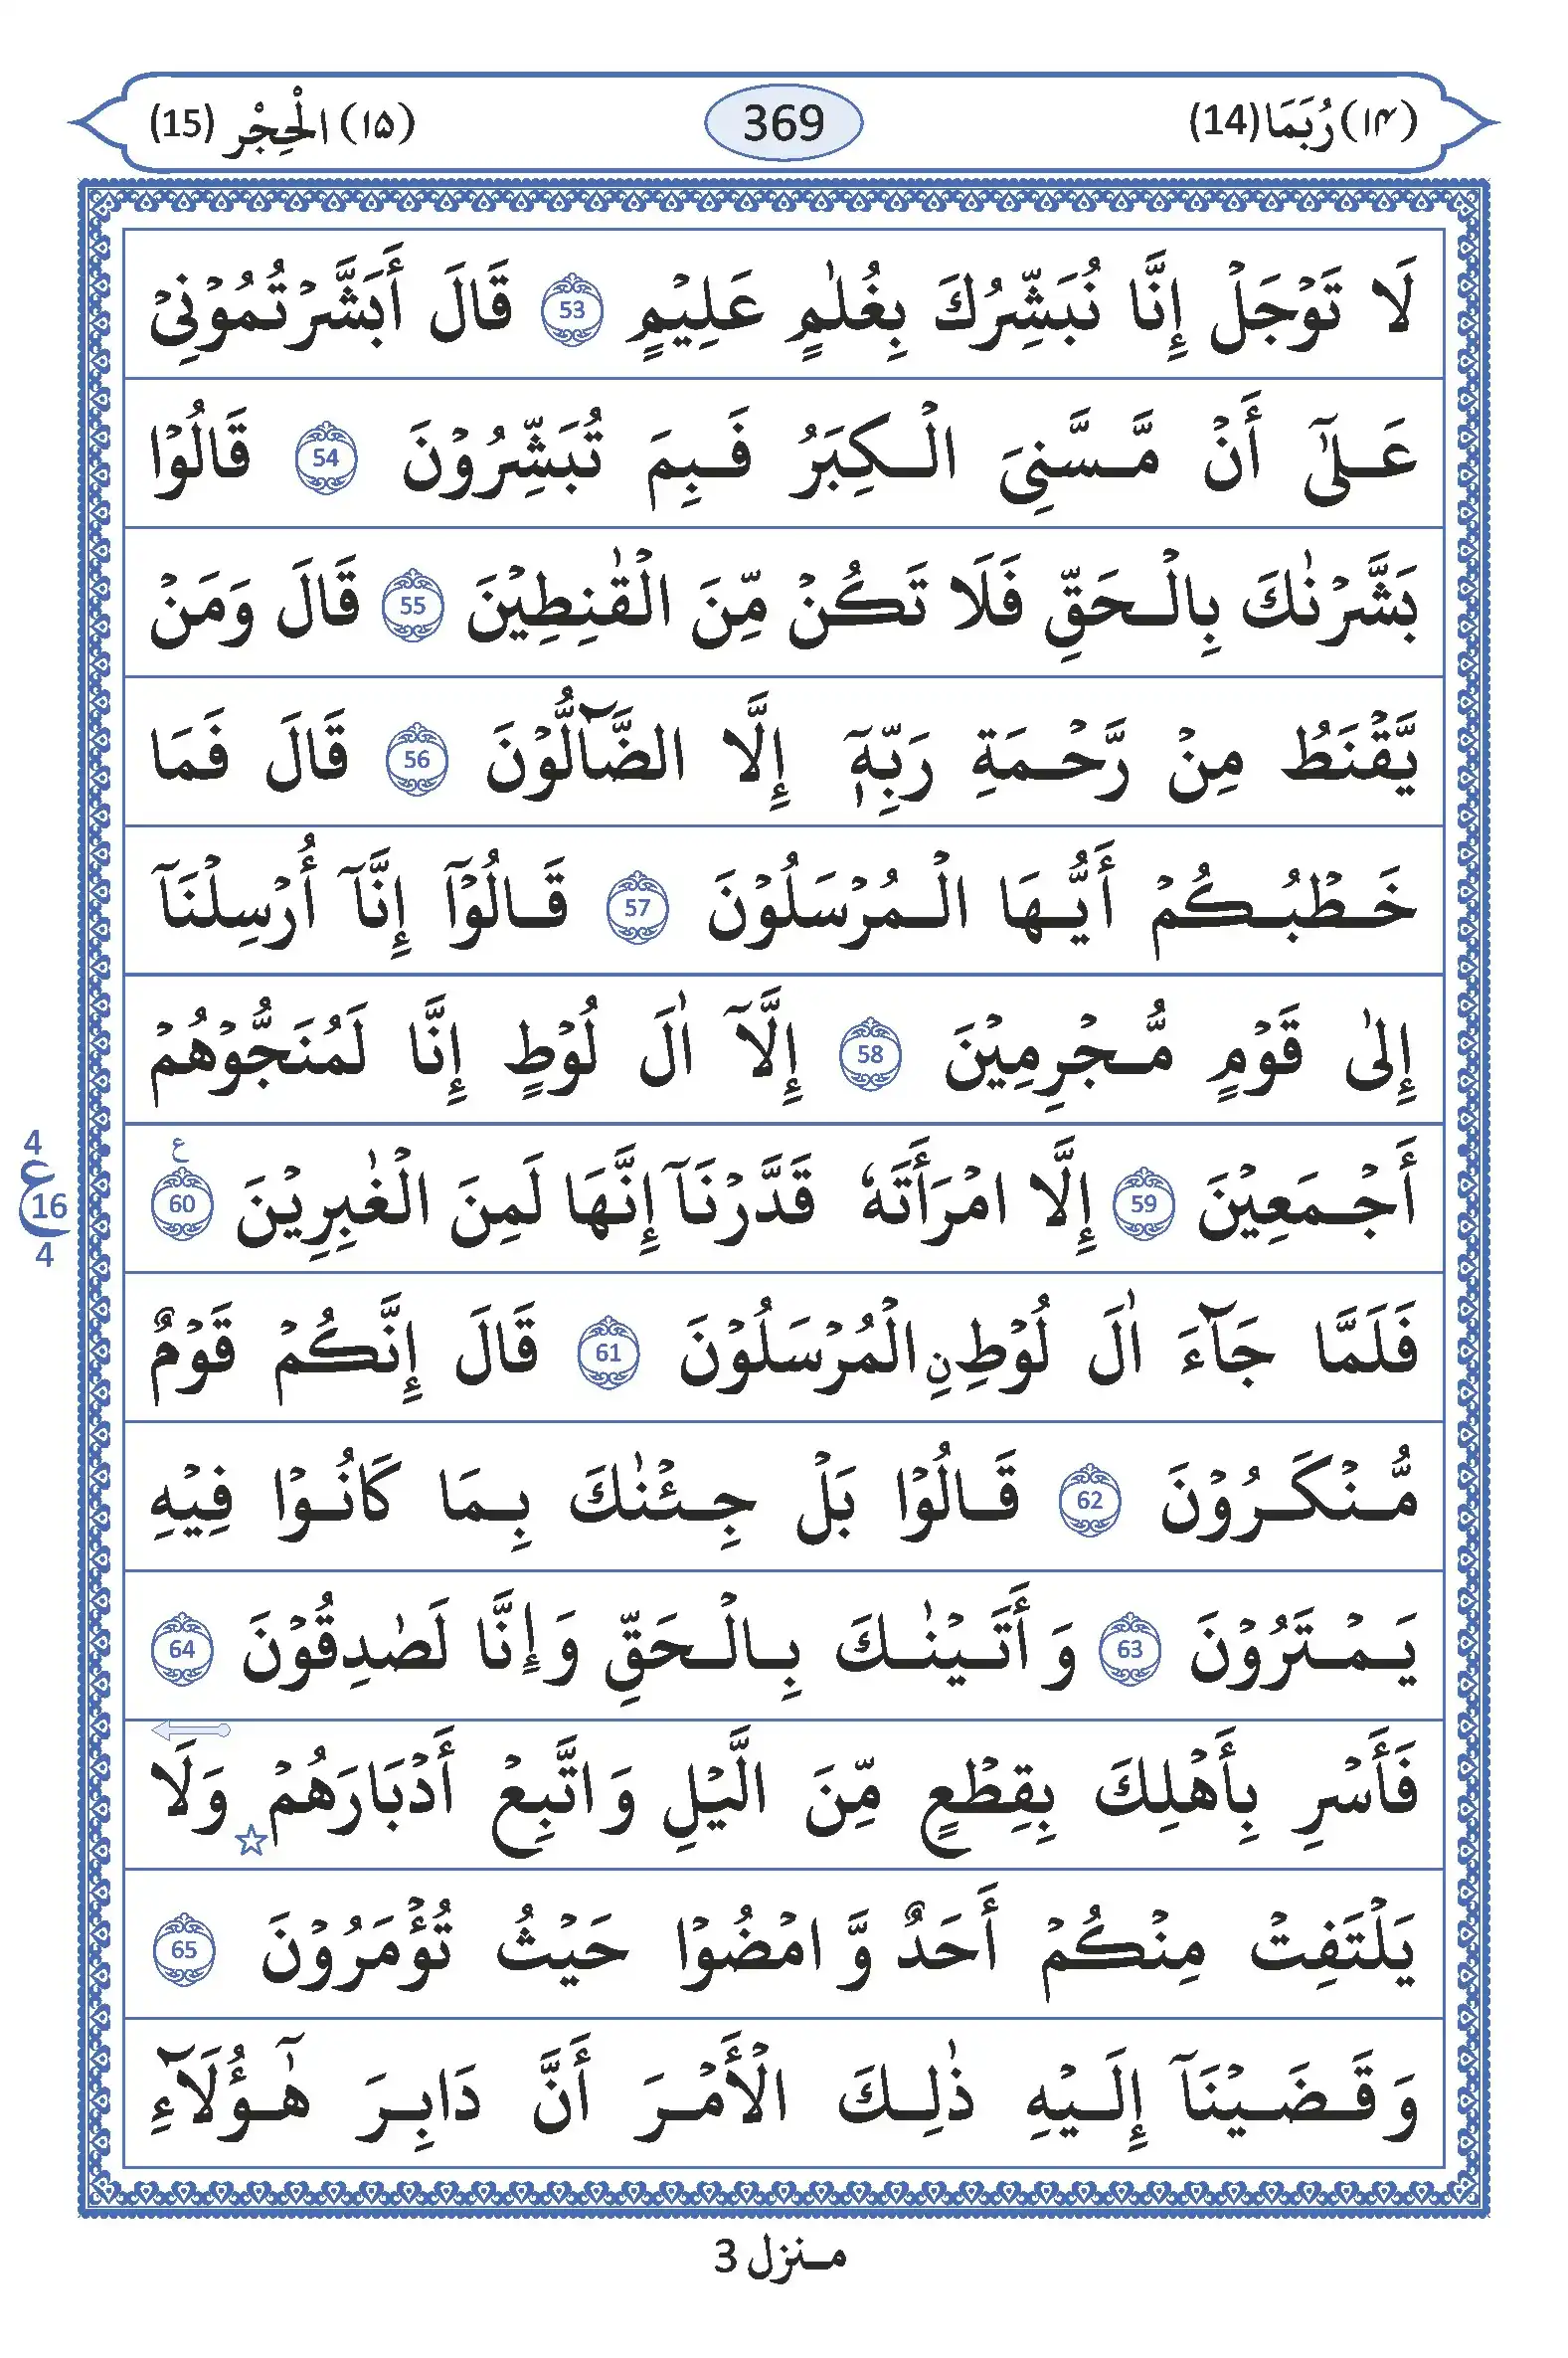 (۱۴) رُبَمَا (14) 369 (۱۵) الْحِجْر (15)
لَا تَوْجَلْ إِنَّا نُبَشِّرُكَ بِغُلٰمٍ عَلِيْمٍ 53 قَالَ أَبَشَّرْتُمُوْنِيْ
عَلٰٓى أَنْ مَّسَّنِىَ الْكِبَرُ فَبِمَ تُبَشِّرُوْنَ 54 قَالُوْا
بَشَّرْنٰكَ بِالْحَقِّ فَلَا تَكُنْ مِّنَ الْقٰنِطِيْنَ 55 قَالَ وَمَنْ
يَّقْنَطُ مِنْ رَّحْمَةِ رَبِّهٖٓ إِلَّا الضَّآلُّوْنَ 56 قَالَ فَمَا
خَطْبُكُمْ أَيُّهَا الْمُرْسَلُوْنَ 57 قَالُوْٓا إِنَّآ أُرْسِلْنَآ
إِلٰى قَوْمٍ مُّجْرِمِيْنَ 58 إِلَّآ اٰلَ لُوْطٍ إِنَّا لَمُنَجُّوْهُمْ
أَجْمَعِيْنَ 59 إِلَّا امْرَأَتَهٗ قَدَّرْنَآ إِنَّهَا لَمِنَ الْغٰبِرِيْنَ 60 ع
4
ع 16
4
فَلَمَّا جَآءَ اٰلَ لُوْطِ نِ الْمُرْسَلُوْنَ 61 قَالَ إِنَّكُمْ قَوْمٌ
مُّنْكَرُوْنَ 62 قَالُوْا بَلْ جِئْنٰكَ بِمَا كَانُوْا فِيْهِ
يَمْتَرُوْنَ 63 وَ أَتَيْنٰكَ بِالْحَقِّ وَإِنَّا لَصٰدِقُوْنَ 64
فَأَسْرِ بِأَهْلِكَ بِقِطْعٍ مِّنَ الَّيْلِ وَاتَّبِعْ أَدْبَارَهُمْ ☆ وَلَا
يَلْتَفِتْ مِنْكُمْ أَحَدٌ وَّ امْضُوْا حَيْثُ تُؤْمَرُوْنَ 65
وَقَضَيْنَآ إِلَيْهِ ذٰلِكَ الْأَمْرَ أَنَّ دَابِرَ هٰٓؤُلَآءِ
منزل 3